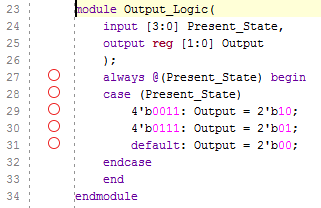 23 module Output_Logic(
24 input [3:0] Present_State,
25 output reg [1:0] Output
26 );
27 always @(Present_State) begin
28 case (Present_State)
29 4'b0011: Output = 2'b10;
30 4'b0111: Output = 2'b01;
31 default: Output = 2'b00;
32 endcase
33 end
34 endmodule